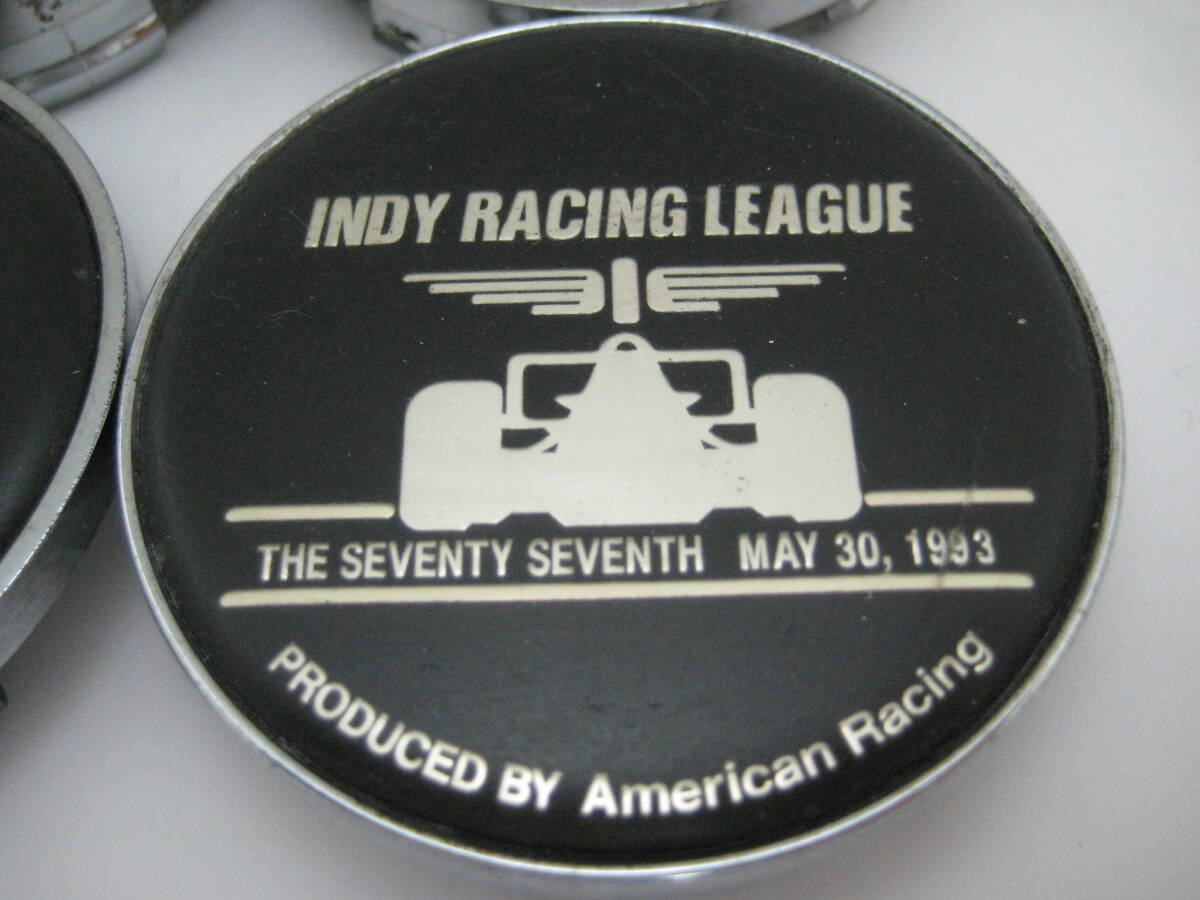 INDY RACING LEAGUE
THE SEVENTY SEVENTH MAY 30, 1993
PRODUCED BY American Racing